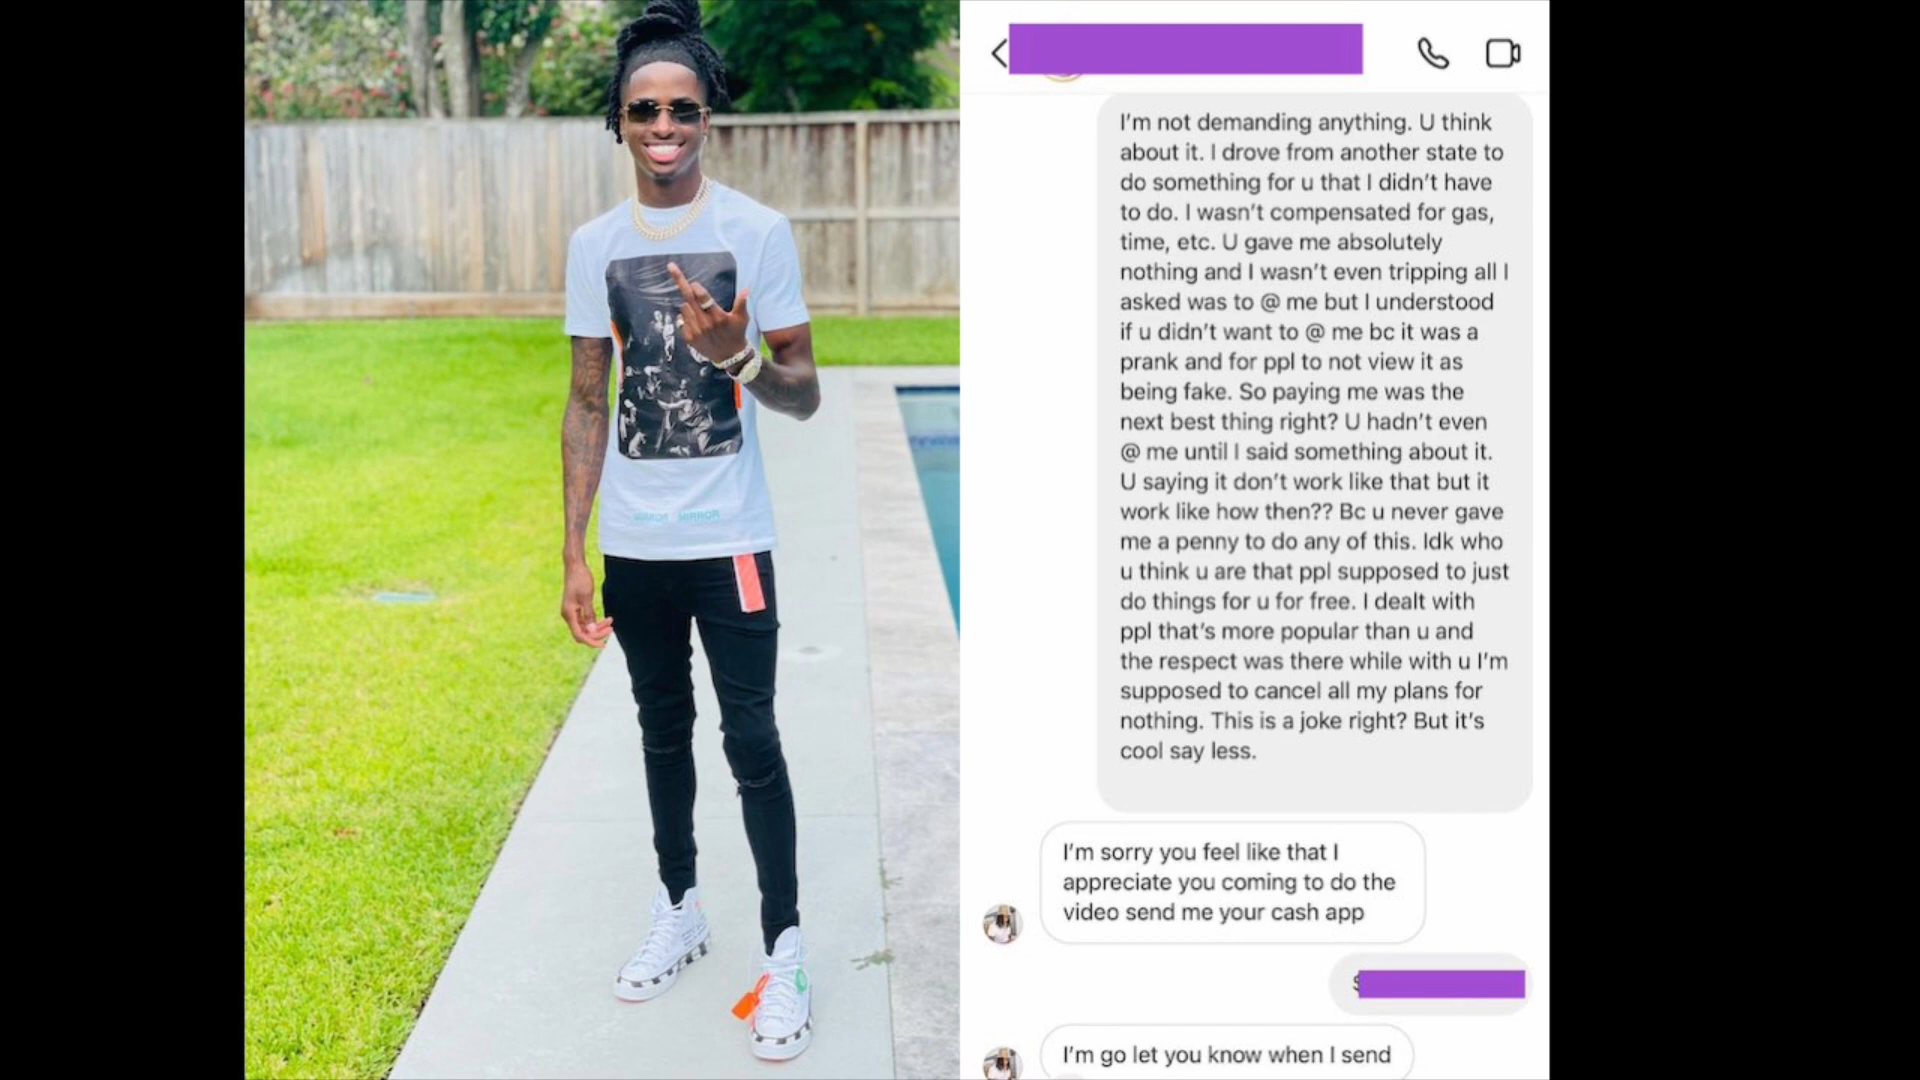 MIRROR MIRROR
I'm not demanding anything. U think
about it. I drove from another state to
do something for u that I didn't have
to do. I wasn't compensated for gas,
time, etc. U gave me absolutely
nothing and I wasn't even tripping all I
asked was to @ me but I understood
if u didn't want to @ me bc it was a
prank and for ppl to not view it as
being fake. So paying me was the
next best thing right? U hadn't even
@ me until I said something about it.
U saying it don't work like that but it
work like how then?? Bc u never gave
me a penny to do any of this. Idk who
u think u are that ppl supposed to just
do things for u for free. I dealt with
ppl that's more popular than u and
the respect was there while with u I'm
supposed to cancel all my plans for
nothing. This is a joke right? But it's
cool say less.
I'm sorry you feel like that I
appreciate you coming to do the
video send me your cash app
$
I'm go let you know when I send